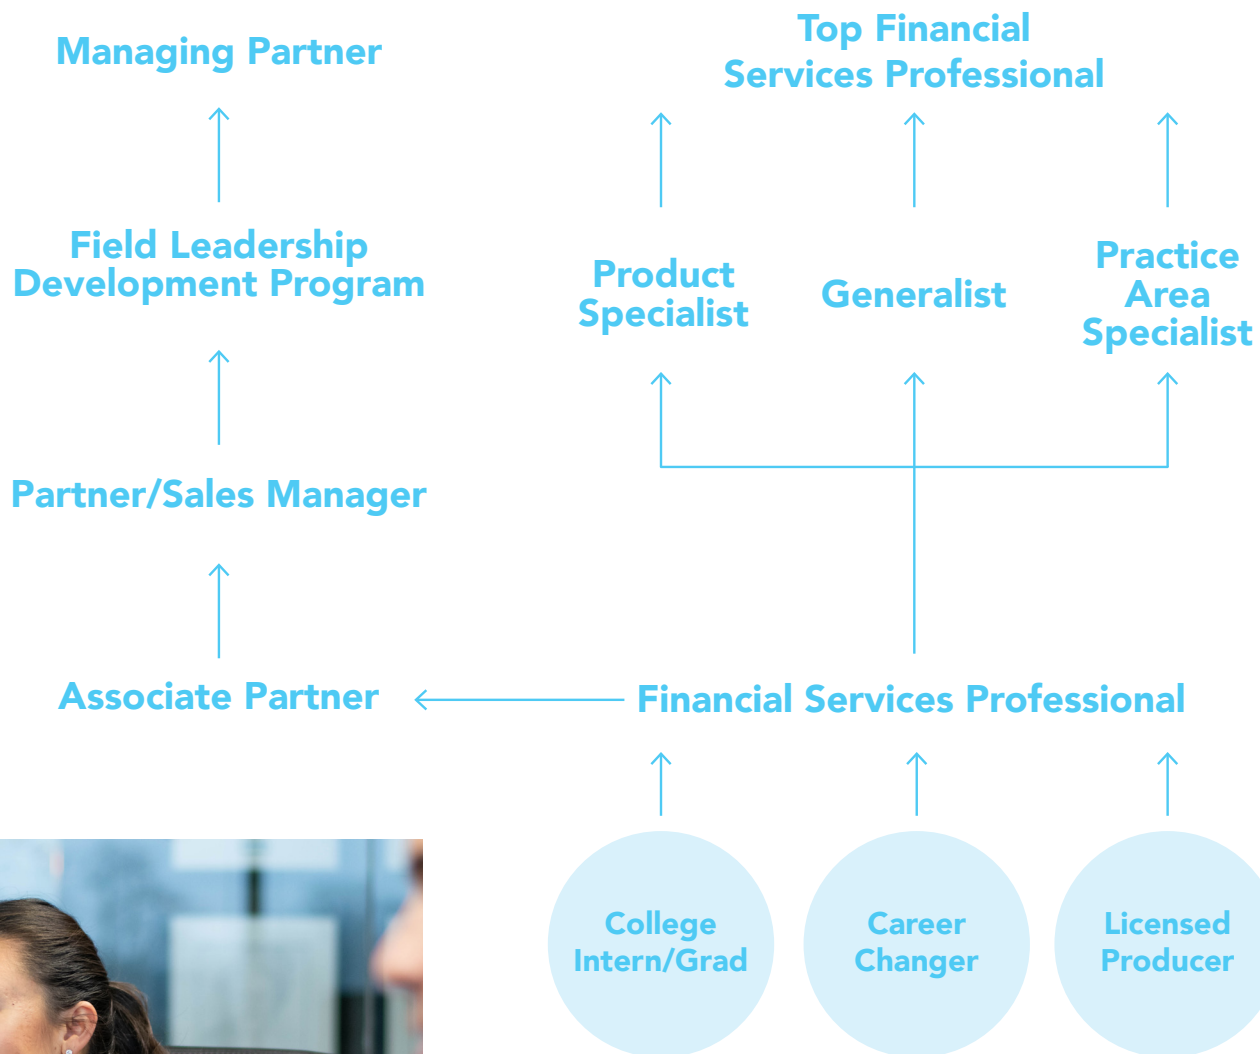 Managing Partner
Top Financial
Services Professional
Field Leadership
Development Program
Product
Specialist
Generalist
Practice
Area
Specialist
Partner/Sales Manager
Associate Partner
Financial Services Professional
College
Intern/Grad
Career
Changer
Licensed
Producer